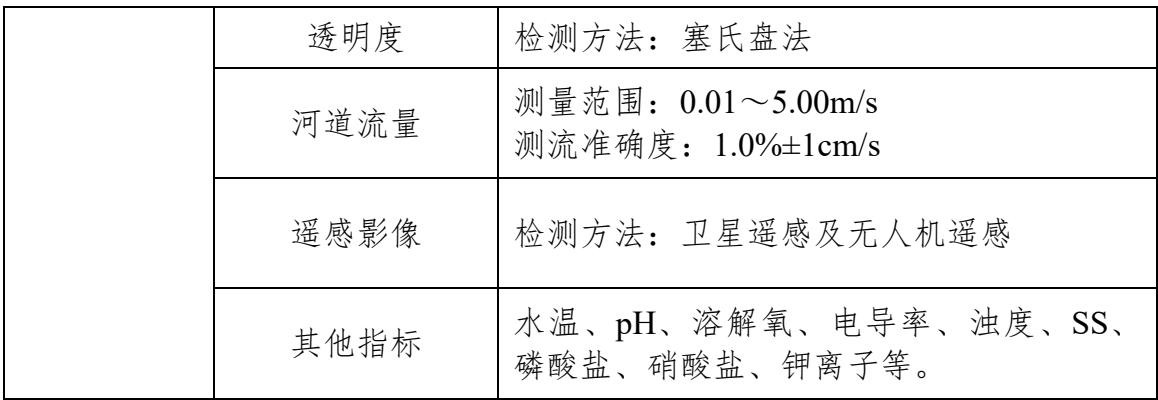 透明度
检测方法：塞氏盘法
河道流量
测量范围：0.01～5.00m/s
测流准确度：1.0%±1cm/s
遥感影像
检测方法：卫星遥感及无人机遥感
其他指标
水温、pH、溶解氧、电导率、浊度、SS、
磷酸盐、硝酸盐、钾离子等。